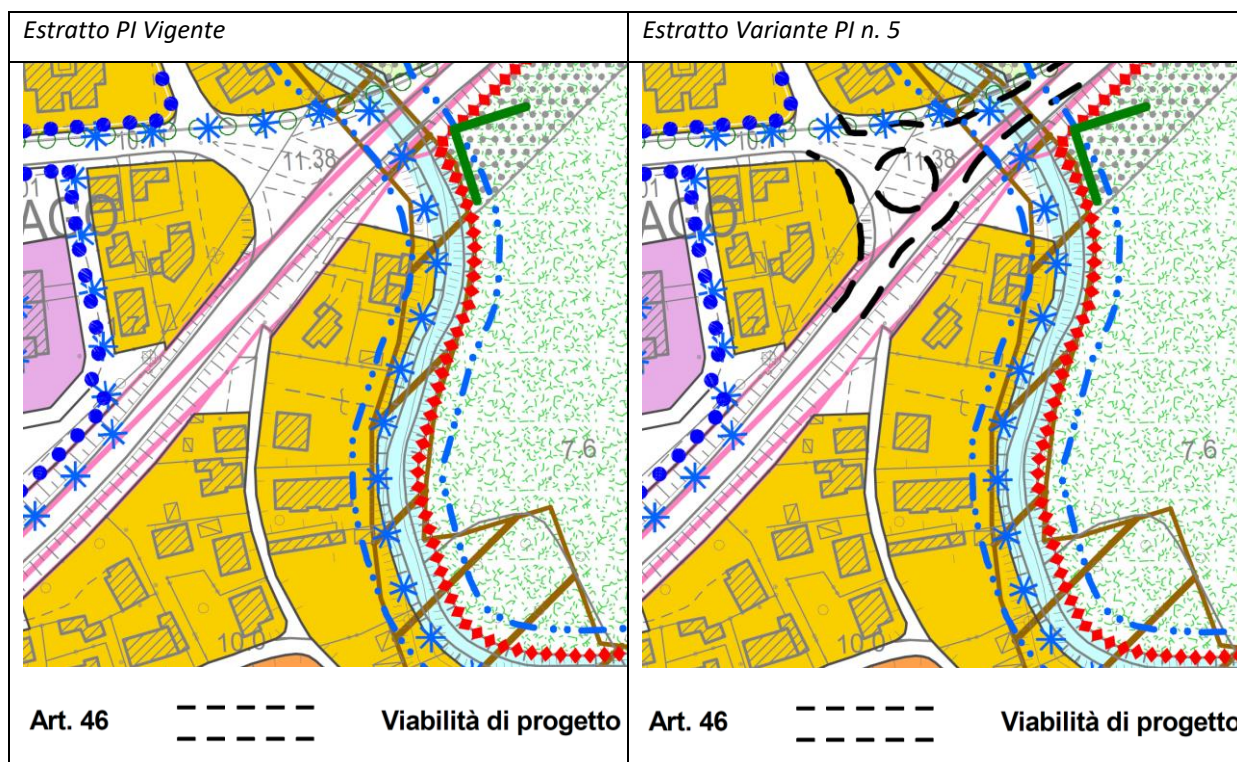 Estratto PI Vigente
Estratto Variante PI n. 5
11.38
11.38
7.6
7.6
10.0
10.0
Art. 46 Viabilità di progetto
Art. 46 Viabilità di progetto